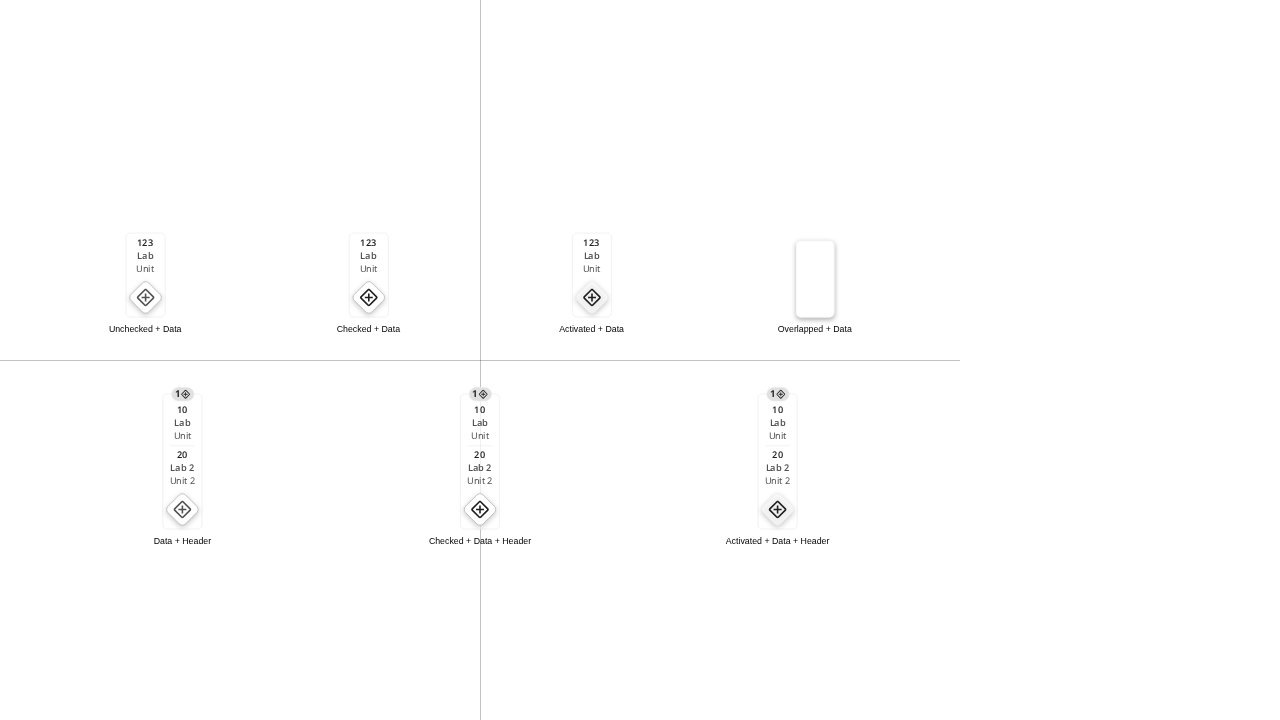 123
Lab
Unit
Unchecked + Data
123
Lab
Unit
Checked + Data
123
Lab
Unit
Activated + Data
Overlapped + Data
1
10
Lab
Unit
20
Lab 2
Unit 2
Data + Header
1
10
Lab
Unit
20
Lab 2
Unit 2
Checked + Data + Header
1
10
Lab
Unit
20
Lab 2
Unit 2
Activated + Data + Header